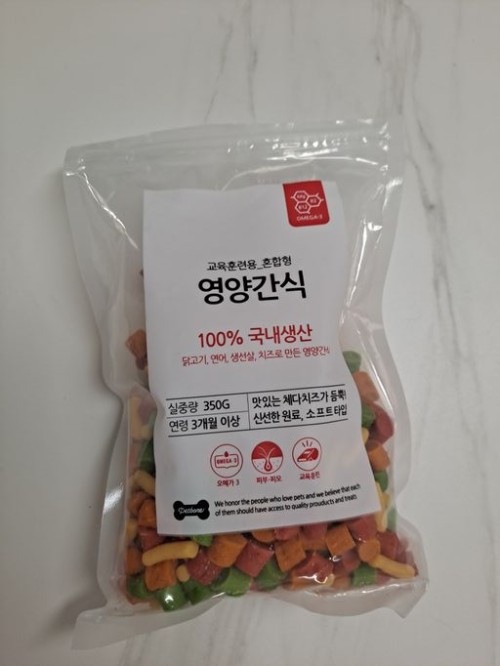 OMEGA-3
교육훈련용_혼합형
영양간식
100% 국내생산
닭고기, 연어, 생선살, 치즈로 만든 영양간식
실중량 350G
맛있는 체다치즈가 듬뿍!
연령 3개월 이상
신선한 원료, 소프트타입
OMEGA-3
오메가 3
피부·피모
교육훈련
We honor the people who love pets and we believe that each
of them should have access to quality prouducts and treats